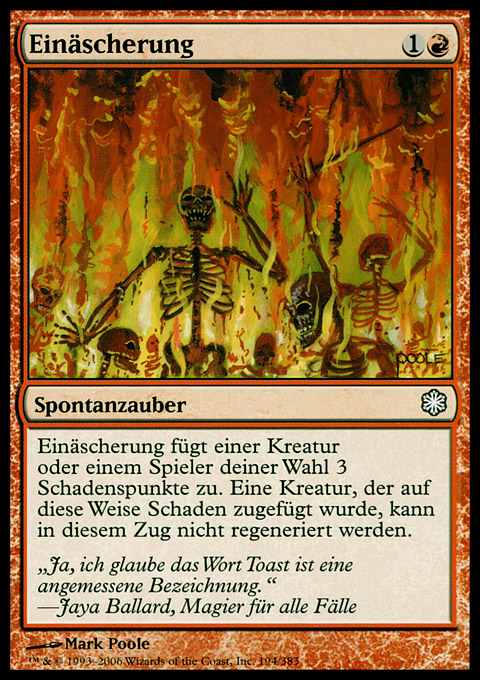 Einäscherung 1
POOLE
Spontanzauber
Einäscherung fügt einer Kreatur
oder einem Spieler deiner Wahl 3
Schadenspunkte zu. Eine Kreatur, der auf
diese Weise Schaden zugefügt wurde, kann
in diesem Zug nicht regeneriert werden.
„Ja, ich glaube das Wort Toast ist eine
angemessene Bezeichnung.“
—Jaya Ballard, Magier für alle Fälle
Mark Poole
™ & © 1993–2006 Wizards of the Coast, Inc. 194/383